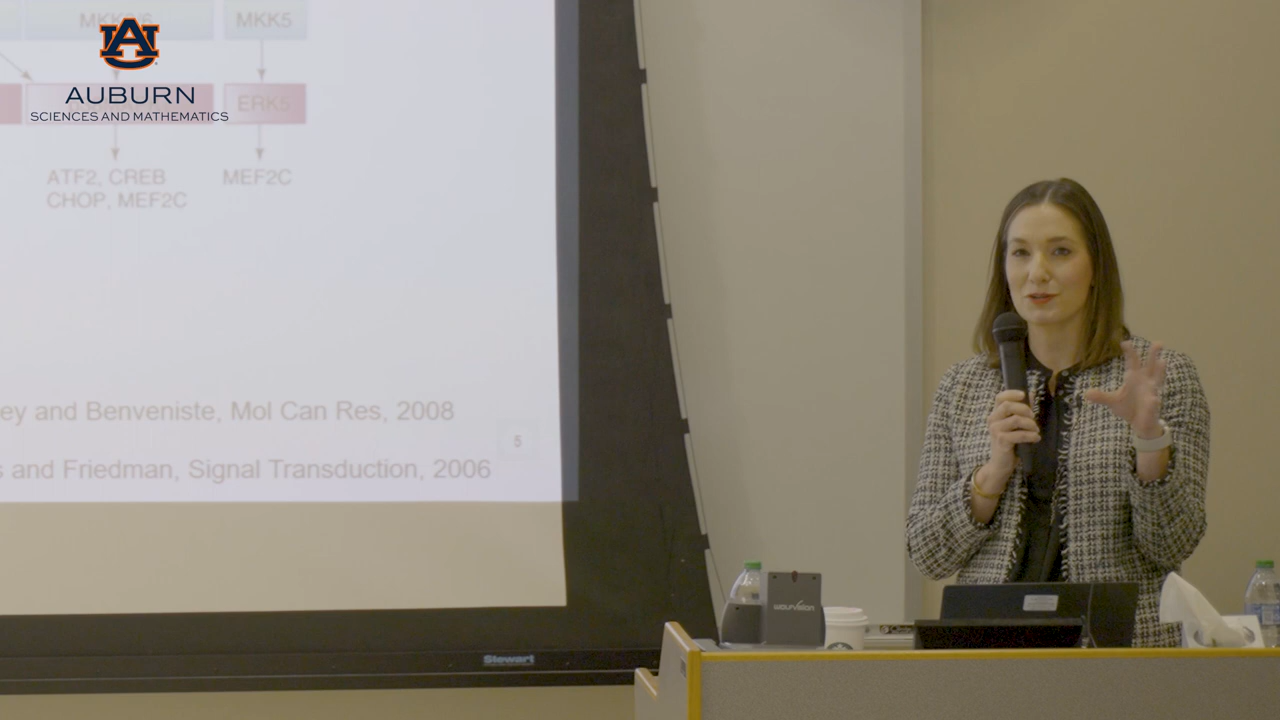 MKK5
AUBURN
SCIENCES AND MATHEMATICS
ERK5
ATF2, CREB
CHOP, MEF2C
MEF2C
ey and Benveniste, Mol Can Res, 2008
5
s and Friedman, Signal Transduction, 2006
wolfvision
Stewart